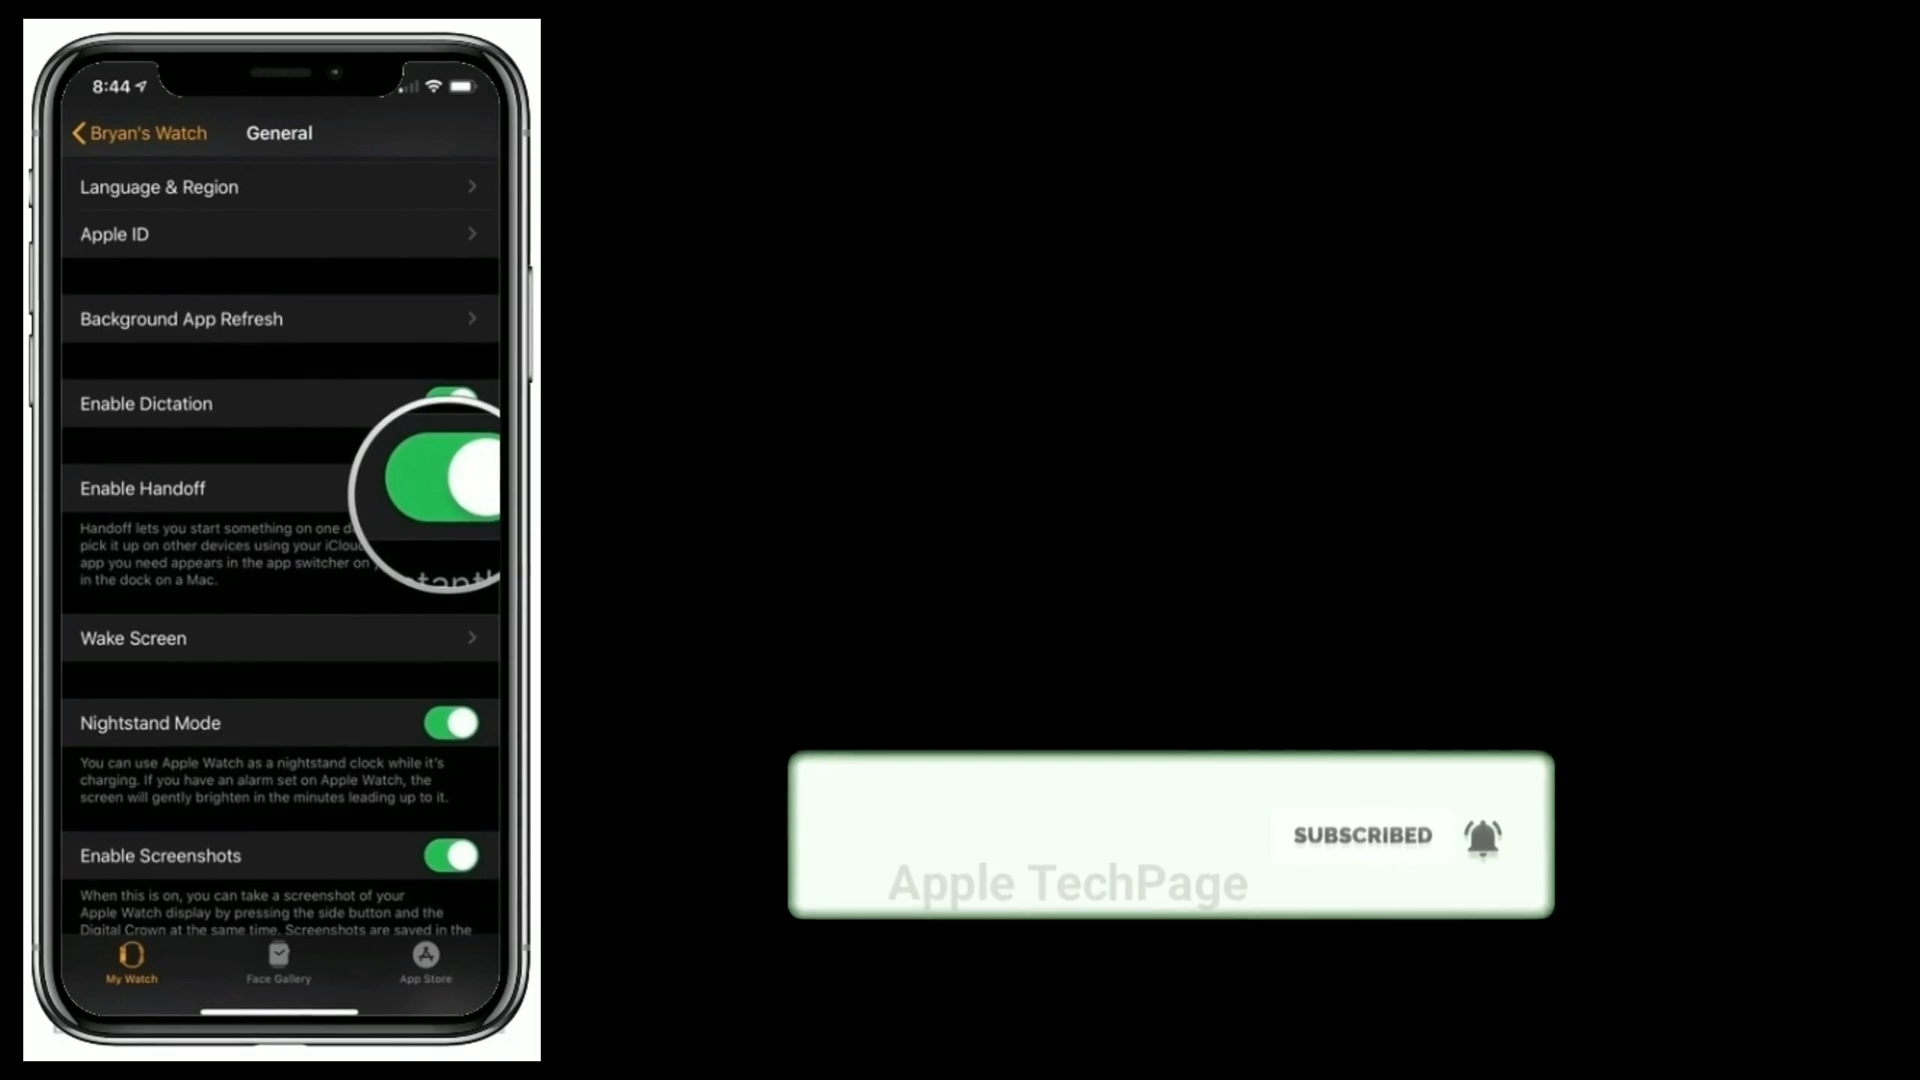 8:44
Bryan's Watch
General
Language & Region
Apple ID
Background App Refresh
Enable Dictation
Enable Handoff
Handoff lets you start something on one
pick it up on other devices using your iCloud
app you need appears in the app switcher on
in the dock on a Mac.
Wake Screen
Nightstand Mode
You can use Apple Watch as a nightstand clock while it's
charging. If you have an alarm set on Apple Watch, the
screen will gently brighten in the minutes leading up to it.
Enable Screenshots
When this is on, you can take a screenshot of your
Apple Watch display by pressing the side button and the
Digital Crown at the same time. Screenshots are saved in the
My Watch
Face Gallery
App Store
SUBSCRIBED
Apple TechPage